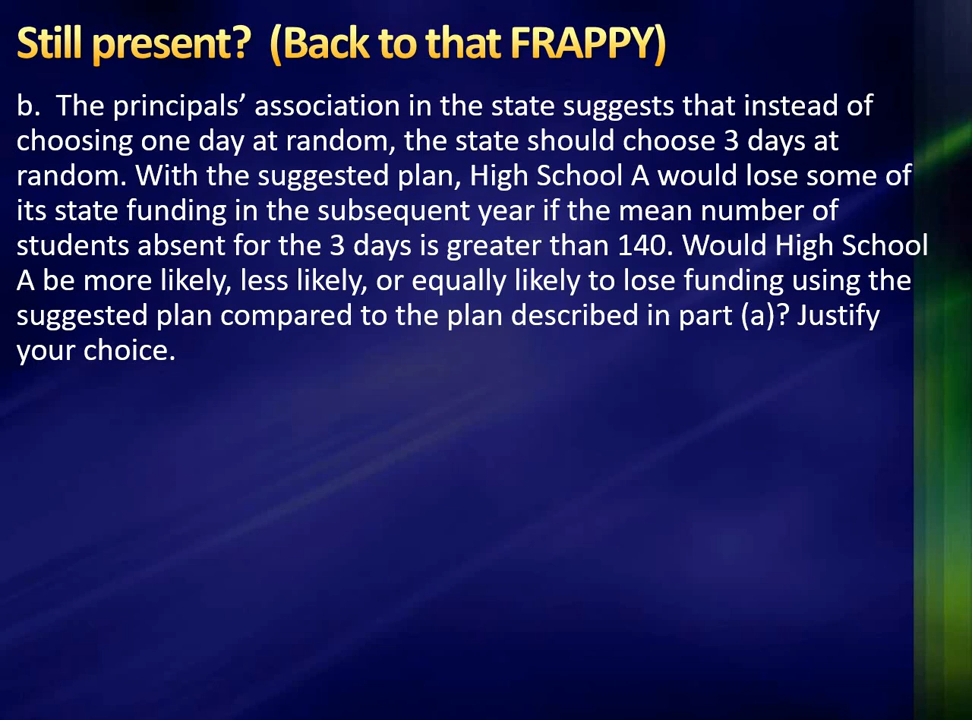 Still present?  (Back to that FRAPPY)
b.  The principals’ association in the state suggests that instead of
choosing one day at random, the state should choose 3 days at
random. With the suggested plan, High School A would lose some of
its state funding in the subsequent year if the mean number of
students absent for the 3 days is greater than 140. Would High School
A be more likely, less likely, or equally likely to lose funding using the
suggested plan compared to the plan described in part (a)? Justify
your choice.